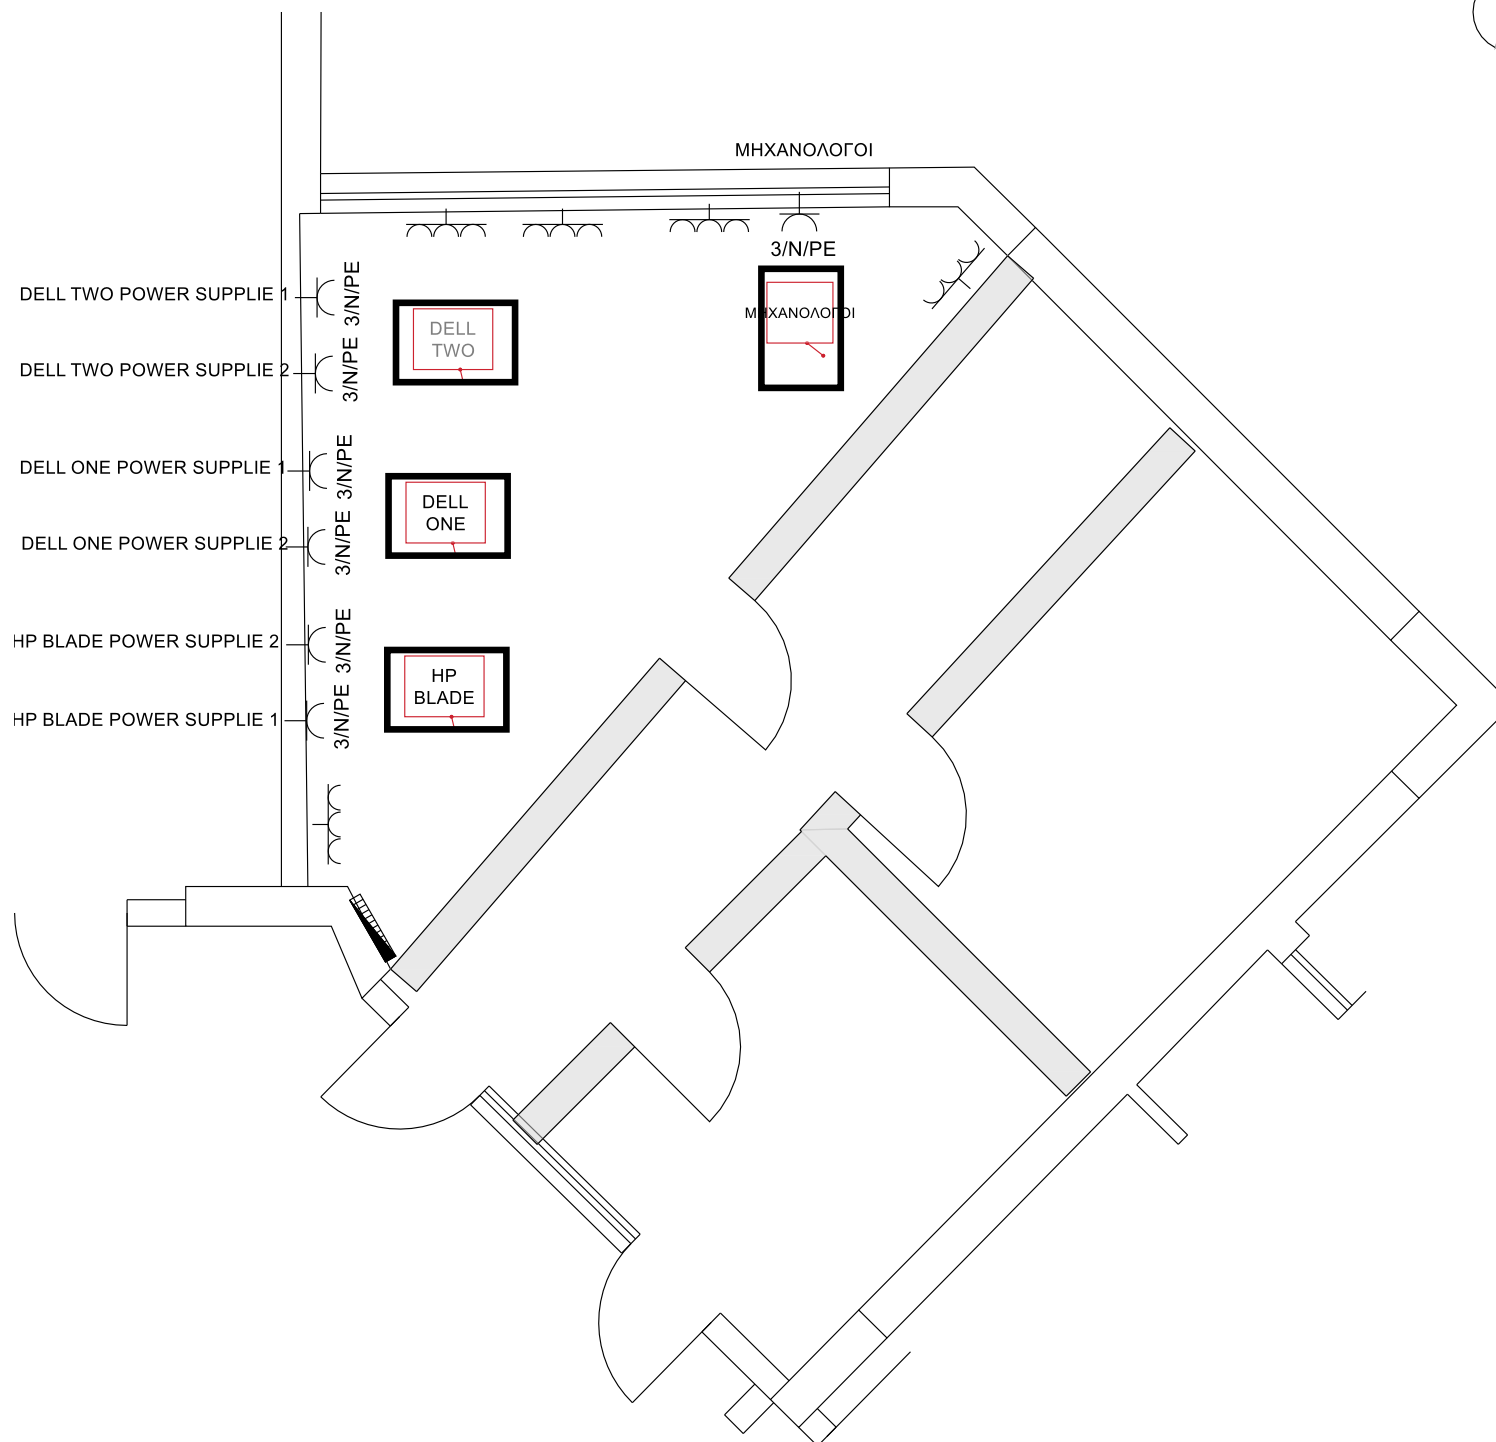 ΜΗΧΑΝΟΛΟΓΟΙ
3/N/PE
DELL TWO POWER SUPPLIE 1
3/N/PE
DELL
TWO
ΜΗΧΑΝΟΛΟΓΟΙ
DELL TWO POWER SUPPLIE 2
3/N/PE
DELL ONE POWER SUPPLIE 1
3/N/PE
DELL
ONE
DELL ONE POWER SUPPLIE 2
3/N/PE
HP BLADE POWER SUPPLIE 2
3/N/PE
HP
BLADE
HP BLADE POWER SUPPLIE 1
3/N/PE